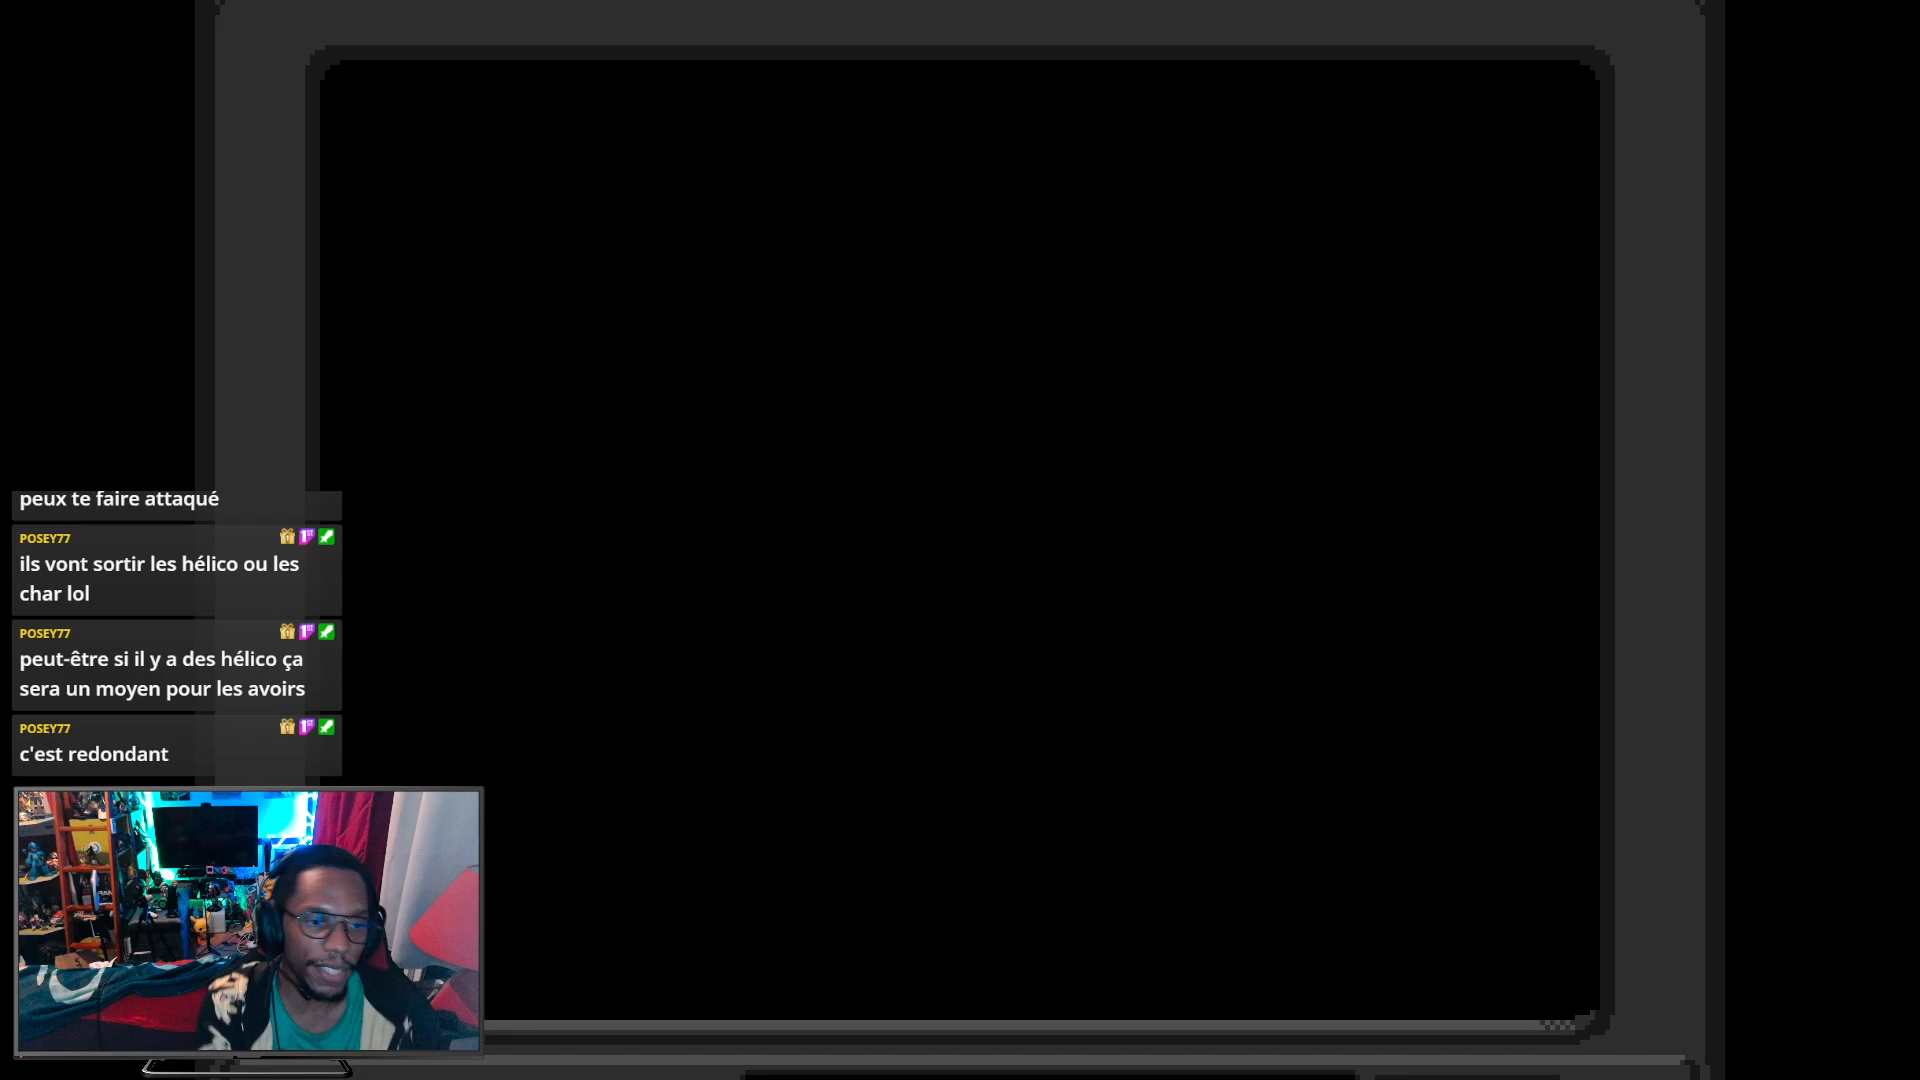 peux te faire attaqué
POSEY77
ils vont sortir les hélico ou les
char lol
POSEY77
peut-être si il y a des hélico ça
sera un moyen pour les avoirs
POSEY77
c'est redondant